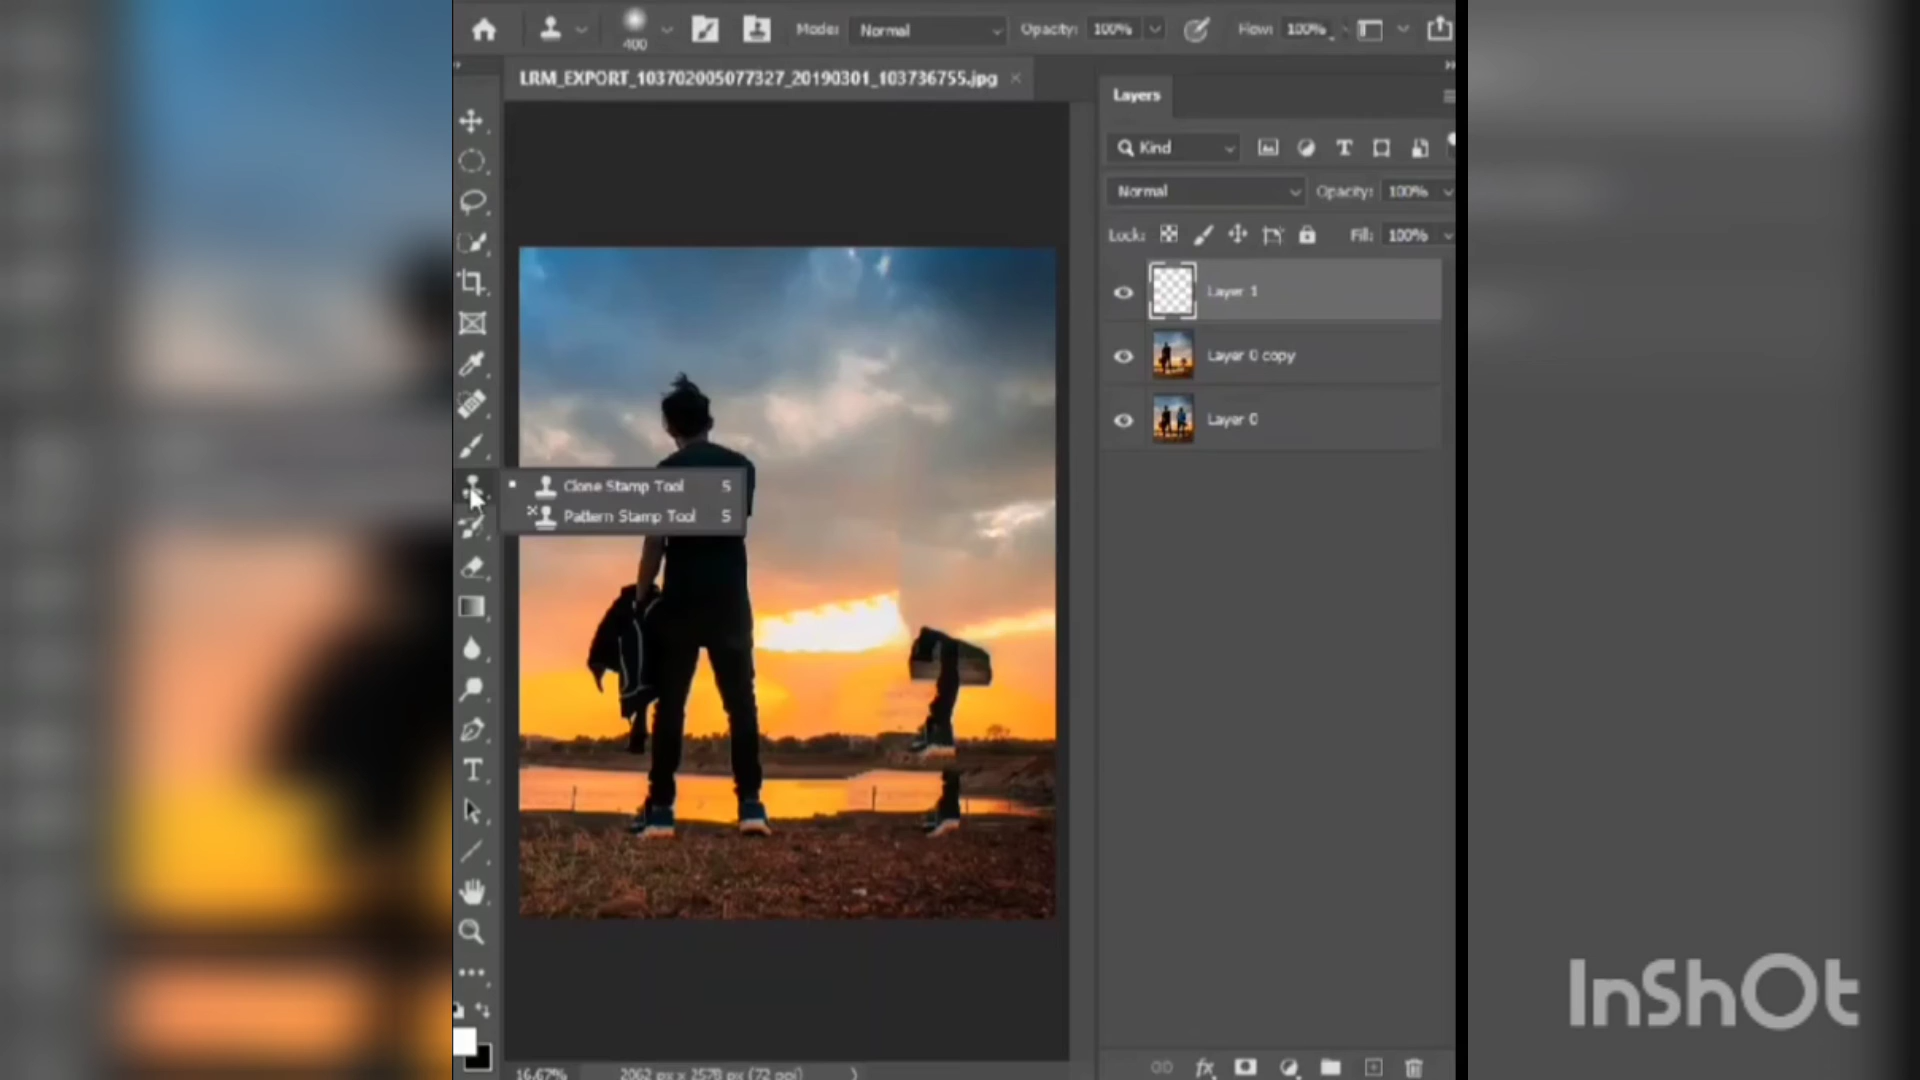 400
Mode: Normal
Opacity: 100%
Flow: 100%
LRM_EXPORT_103702005077327_20190301_103736755.jpg
Layers
Kind
Normal
Opacity: 100%
Lock:
Fill: 100%
Layer 1
Layer 0 copy
Layer 0
Clone Stamp Tool S
Pattern Stamp Tool S
16.67%
2062 px x 2578 px (72 ppi)
InShOt